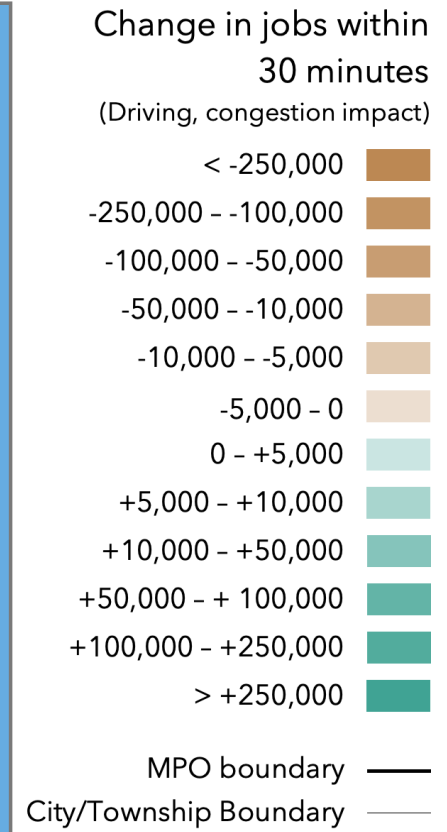 Change in jobs within
30 minutes
(Driving, congestion impact)
< -250,000
-250,000 – -100,000
-100,000 – -50,000
-50,000 – -10,000
-10,000 – -5,000
-5,000 – 0
0 – +5,000
+5,000 – +10,000
+10,000 – +50,000
+50,000 – + 100,000
+100,000 – +250,000
> +250,000
MPO boundary
City/Township Boundary